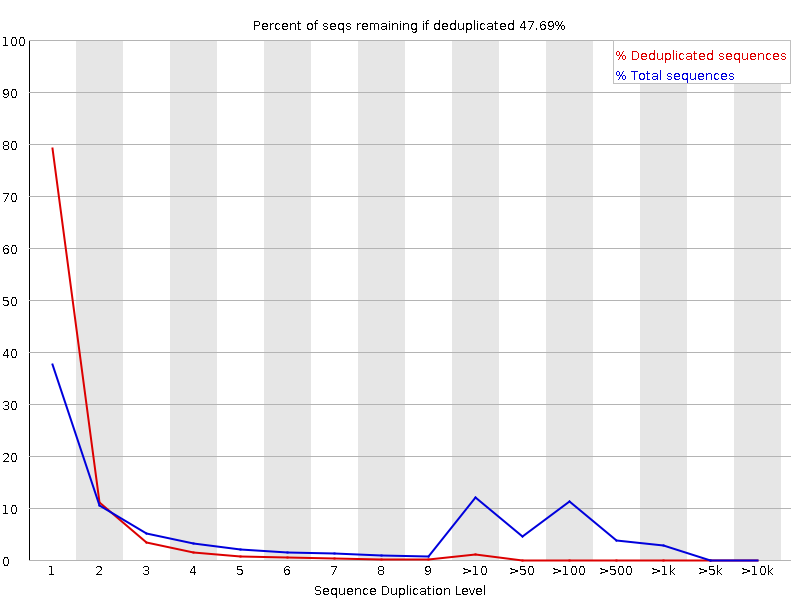 Percent of seqs remaining if deduplicated 47.69%
% Deduplicated sequences
% Total sequences
100
90
80
70
60
50
40
30
20
10
0
1 2 3 4 5 6 7 8 9 >10 >50 >100 >500 >1k >5k >10k
Sequence Duplication Level